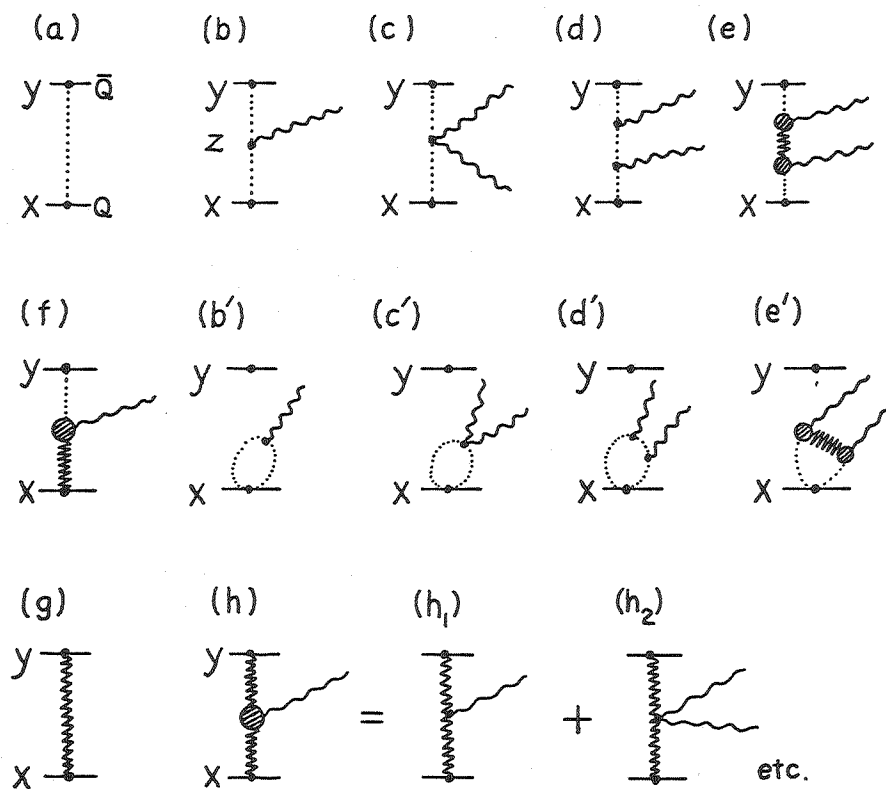 (a) (b) (c) (d) (e)
y Q̄ y y y y
z
x Q x x x x
(f) (b′) (c′) (d′) (e′)
y y y y y
x x x x x
(g) (h) (h₁) (h₂)
y y
= +
x x etc.